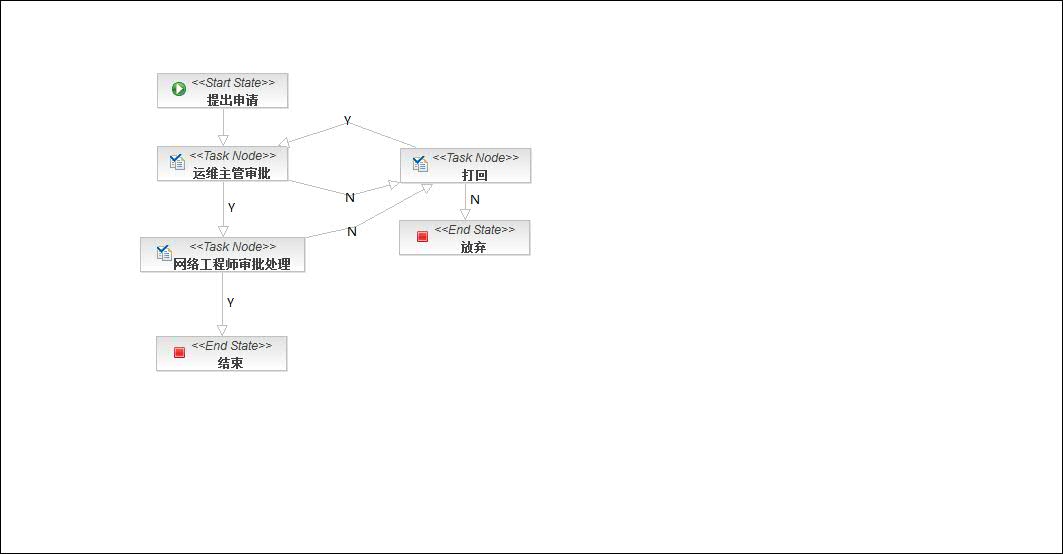 <<Start State>>
提出申请
Y
<<Task Node>>
运维主管审批
<<Task Node>>
打回
N
N
Y
<<End State>>
放弃
N
<<Task Node>>
网络工程师审批处理
Y
<<End State>>
结束